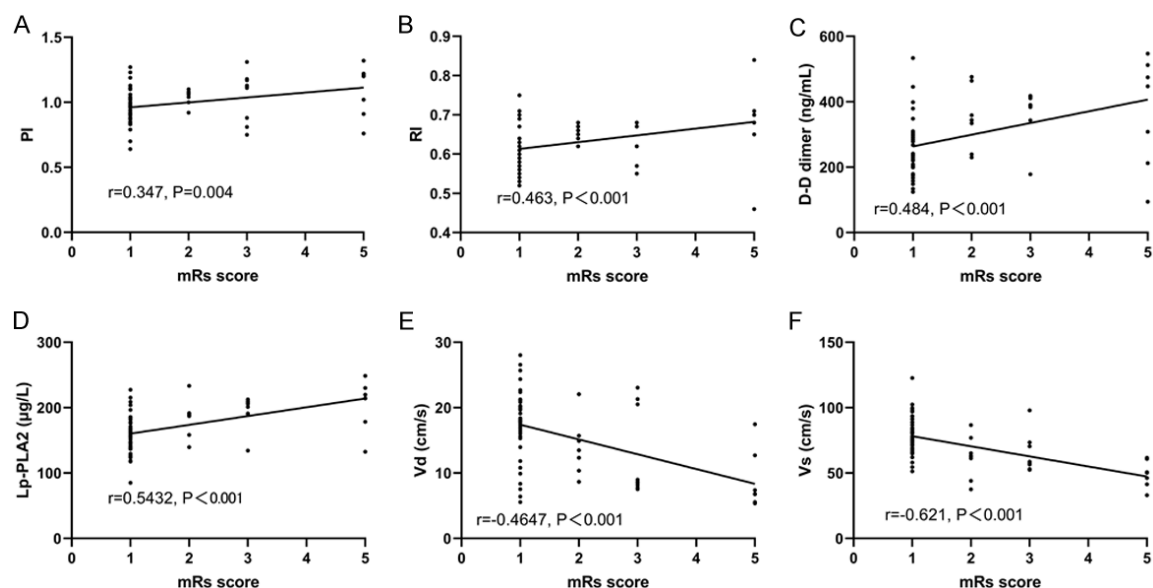 A
PI
1.5
1.0
0.5
0.0
r=0.347, P=0.004
0 1 2 3 4 5
mRs score
B
RI
0.9
0.8
0.7
0.6
0.5
0.4
r=0.463, P<0.001
0 1 2 3 4 5
mRs score
C
D-D dimer (ng/mL)
600
400
200
0
r=0.484, P<0.001
0 1 2 3 4 5
mRs score
D
Lp-PLA2 (μg/L)
300
200
100
0
r=0.5432, P<0.001
0 1 2 3 4 5
mRs score
E
Vd (cm/s)
30
20
10
0
r=-0.4647, P<0.001
0 1 2 3 4 5
mRs score
F
Vs (cm/s)
150
100
50
0
r=-0.621, P<0.001
0 1 2 3 4 5
mRs score